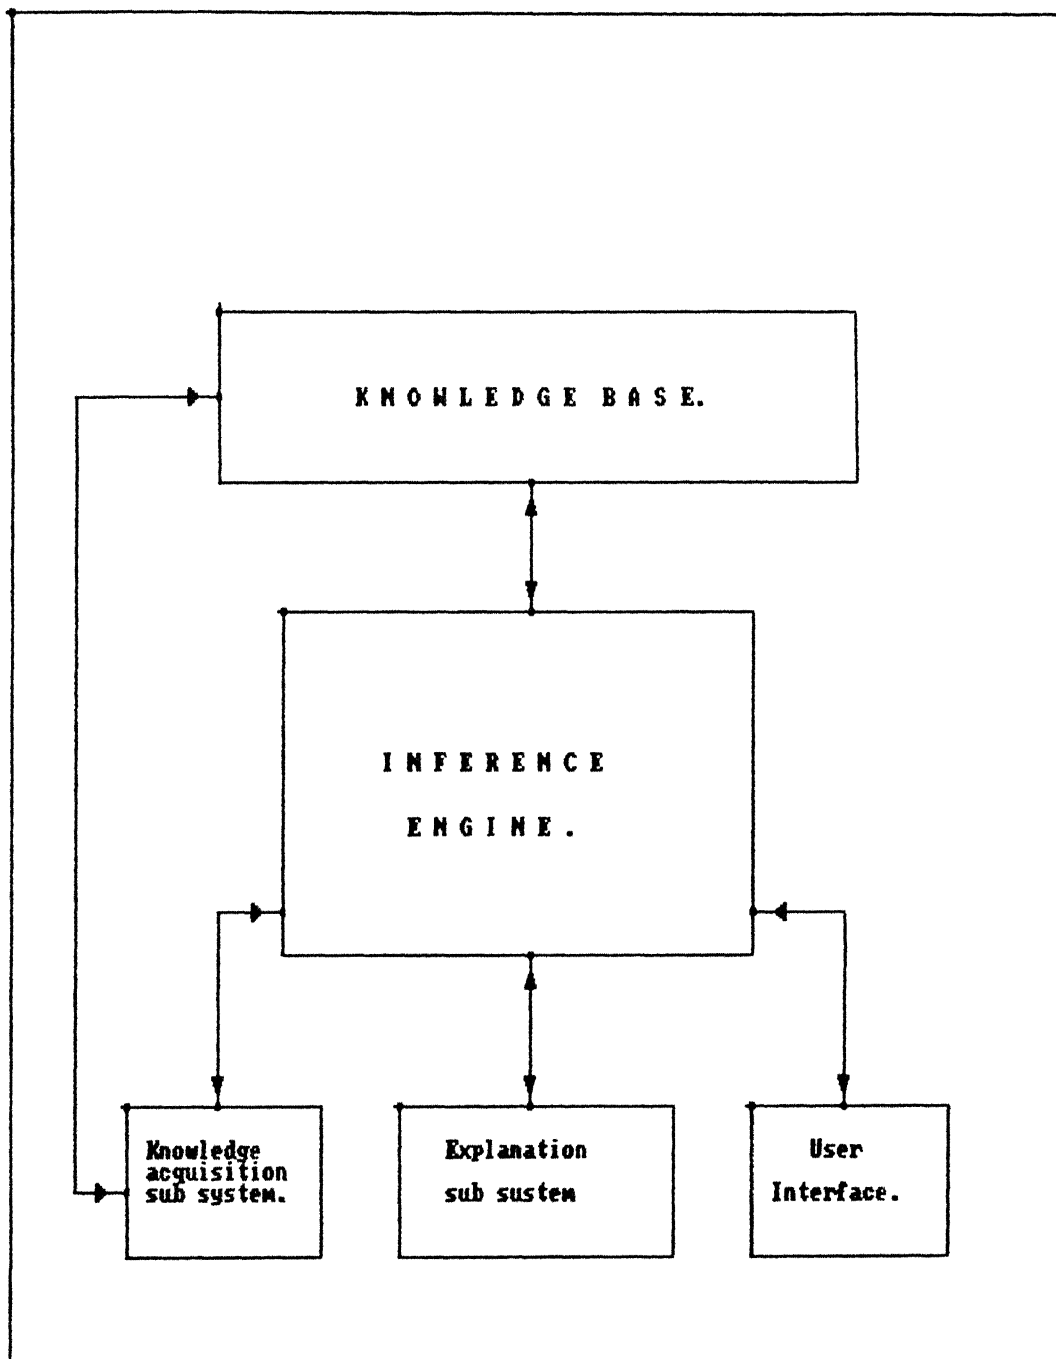 KNOWLEDGE BASE.
INFERENCE
ENGINE.
Knowledge
acquisition
sub system.
Explanation
sub sustem
User
Interface.